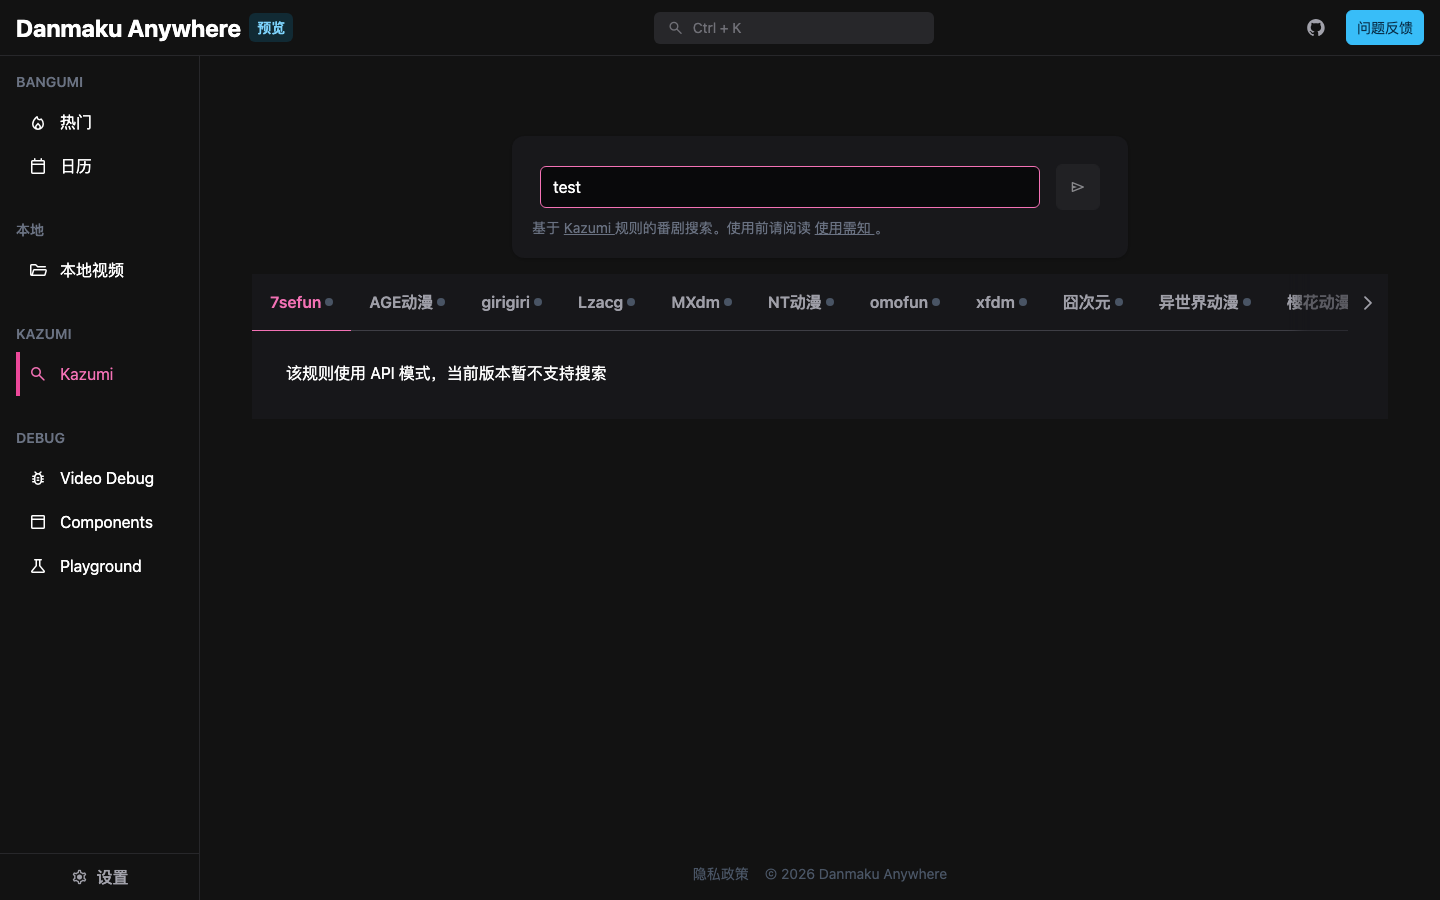 Danmaku Anywhere 预览
Ctrl + K
问题反馈
BANGUMI
热门
日历
本地
本地视频
KAZUMI
Kazumi
DEBUG
Video Debug
Components
Playground
设置
test
基于 Kazumi 规则的番剧搜索。使用前请阅读 使用需知 。
7sefun
AGE动漫
girigiri
Lzacg
MXdm
NT动漫
omofun
xfdm
囧次元
异世界动漫
樱花动漫
该规则使用 API 模式，当前版本暂不支持搜索
隐私政策
© 2026 Danmaku Anywhere